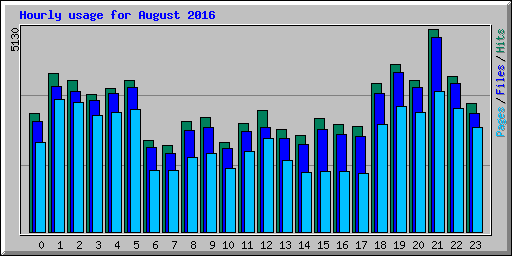 Hourly usage for August 2016
5130
Pages / Files / Hits
0 1 2 3 4 5 6 7 8 9 10 11 12 13 14 15 16 17 18 19 20 21 22 23